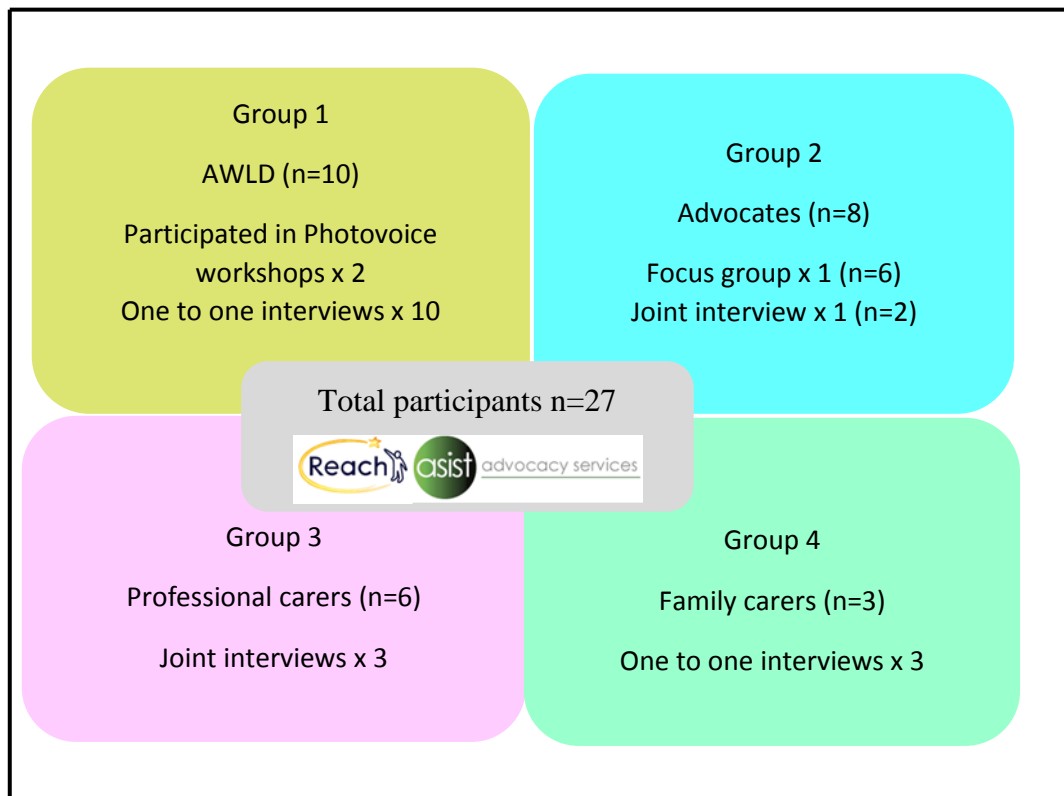 Group 1
AWLD (n=10)
Participated in Photovoice
workshops x 2
One to one interviews x 10
Group 2
Advocates (n=8)
Focus group x 1 (n=6)
Joint interview x 1 (n=2)
Total participants n=27
Reach asist advocacy services
Group 3
Professional carers (n=6)
Joint interviews x 3
Group 4
Family carers (n=3)
One to one interviews x 3